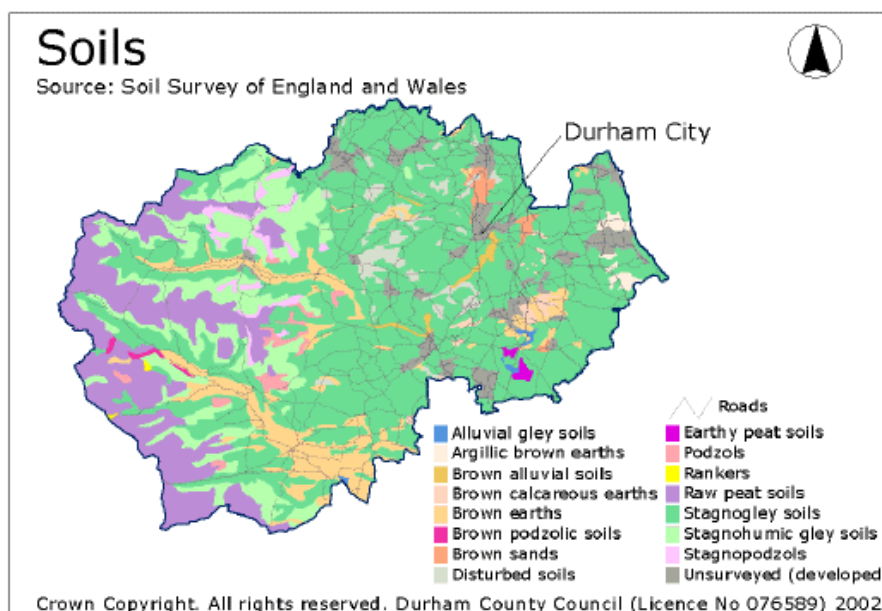 Soils
Source: Soil Survey of England and Wales
Durham City
Roads
Alluvial gley soils
Argillic brown earths
Brown alluvial soils
Brown calcareous earths
Brown earths
Brown podzolic soils
Brown sands
Disturbed soils
Earthy peat soils
Podzols
Rankers
Raw peat soils
Stagnogley soils
Stagnohumic gley soils
Stagnopodzols
Unsurveyed (developed
Crown Copyright. All rights reserved. Durham County Council (Licence No 076589) 2002